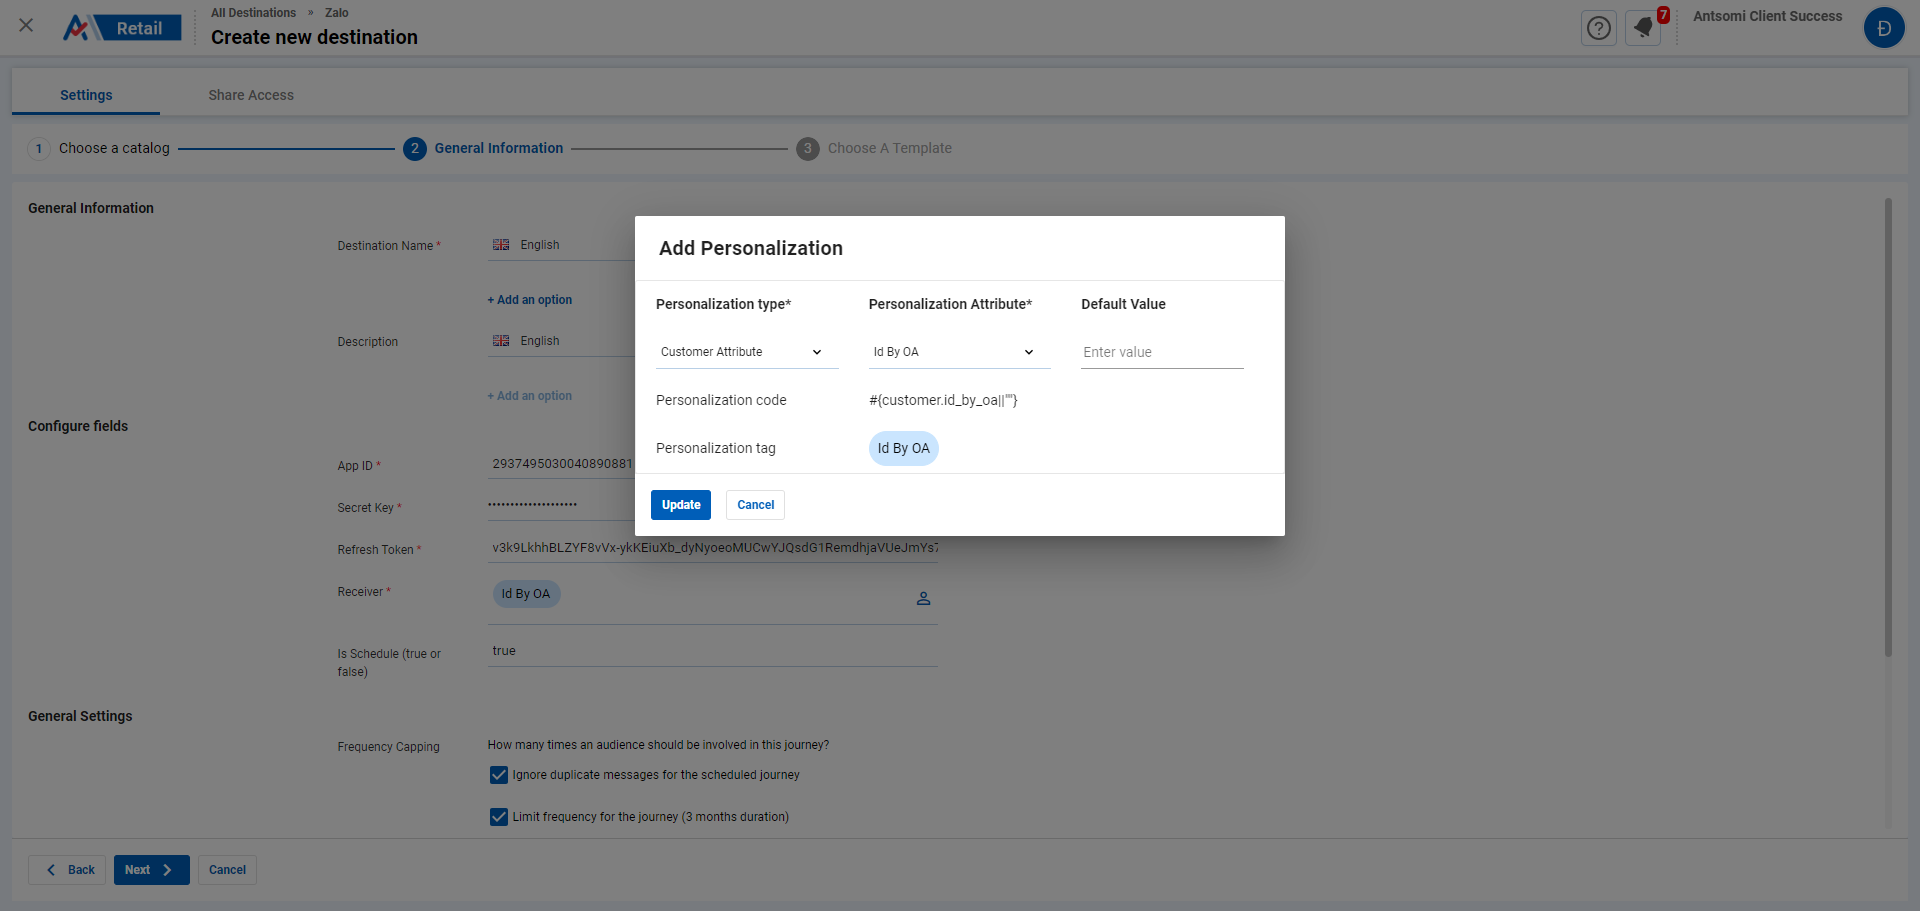 Retail
All Destinations » Zalo
Create new destination
7
Antsomi Client Success
Đ
Settings
Share Access
1 Choose a catalog
2 General Information
3 Choose A Template
General Information
Destination Name *
English
+ Add an option
Description
English
+ Add an option
Configure fields
App ID *
2937495030040890881
Secret Key *
••••••••••••••••••••
Refresh Token *
Receiver *
Id By OA
Is Schedule (true or
false)
true
General Settings
Frequency Capping
How many times an audience should be involved in this journey?
Ignore duplicate messages for the scheduled journey
Limit frequency for the journey (3 months duration)
Back
Next
Cancel
Add Personalization
Personalization type*
Personalization Attribute*
Default Value
Customer Attribute
Id By OA
Enter value
Personalization code
#{customer.id_by_oa||""}
Personalization tag
Id By OA
Update
Cancel